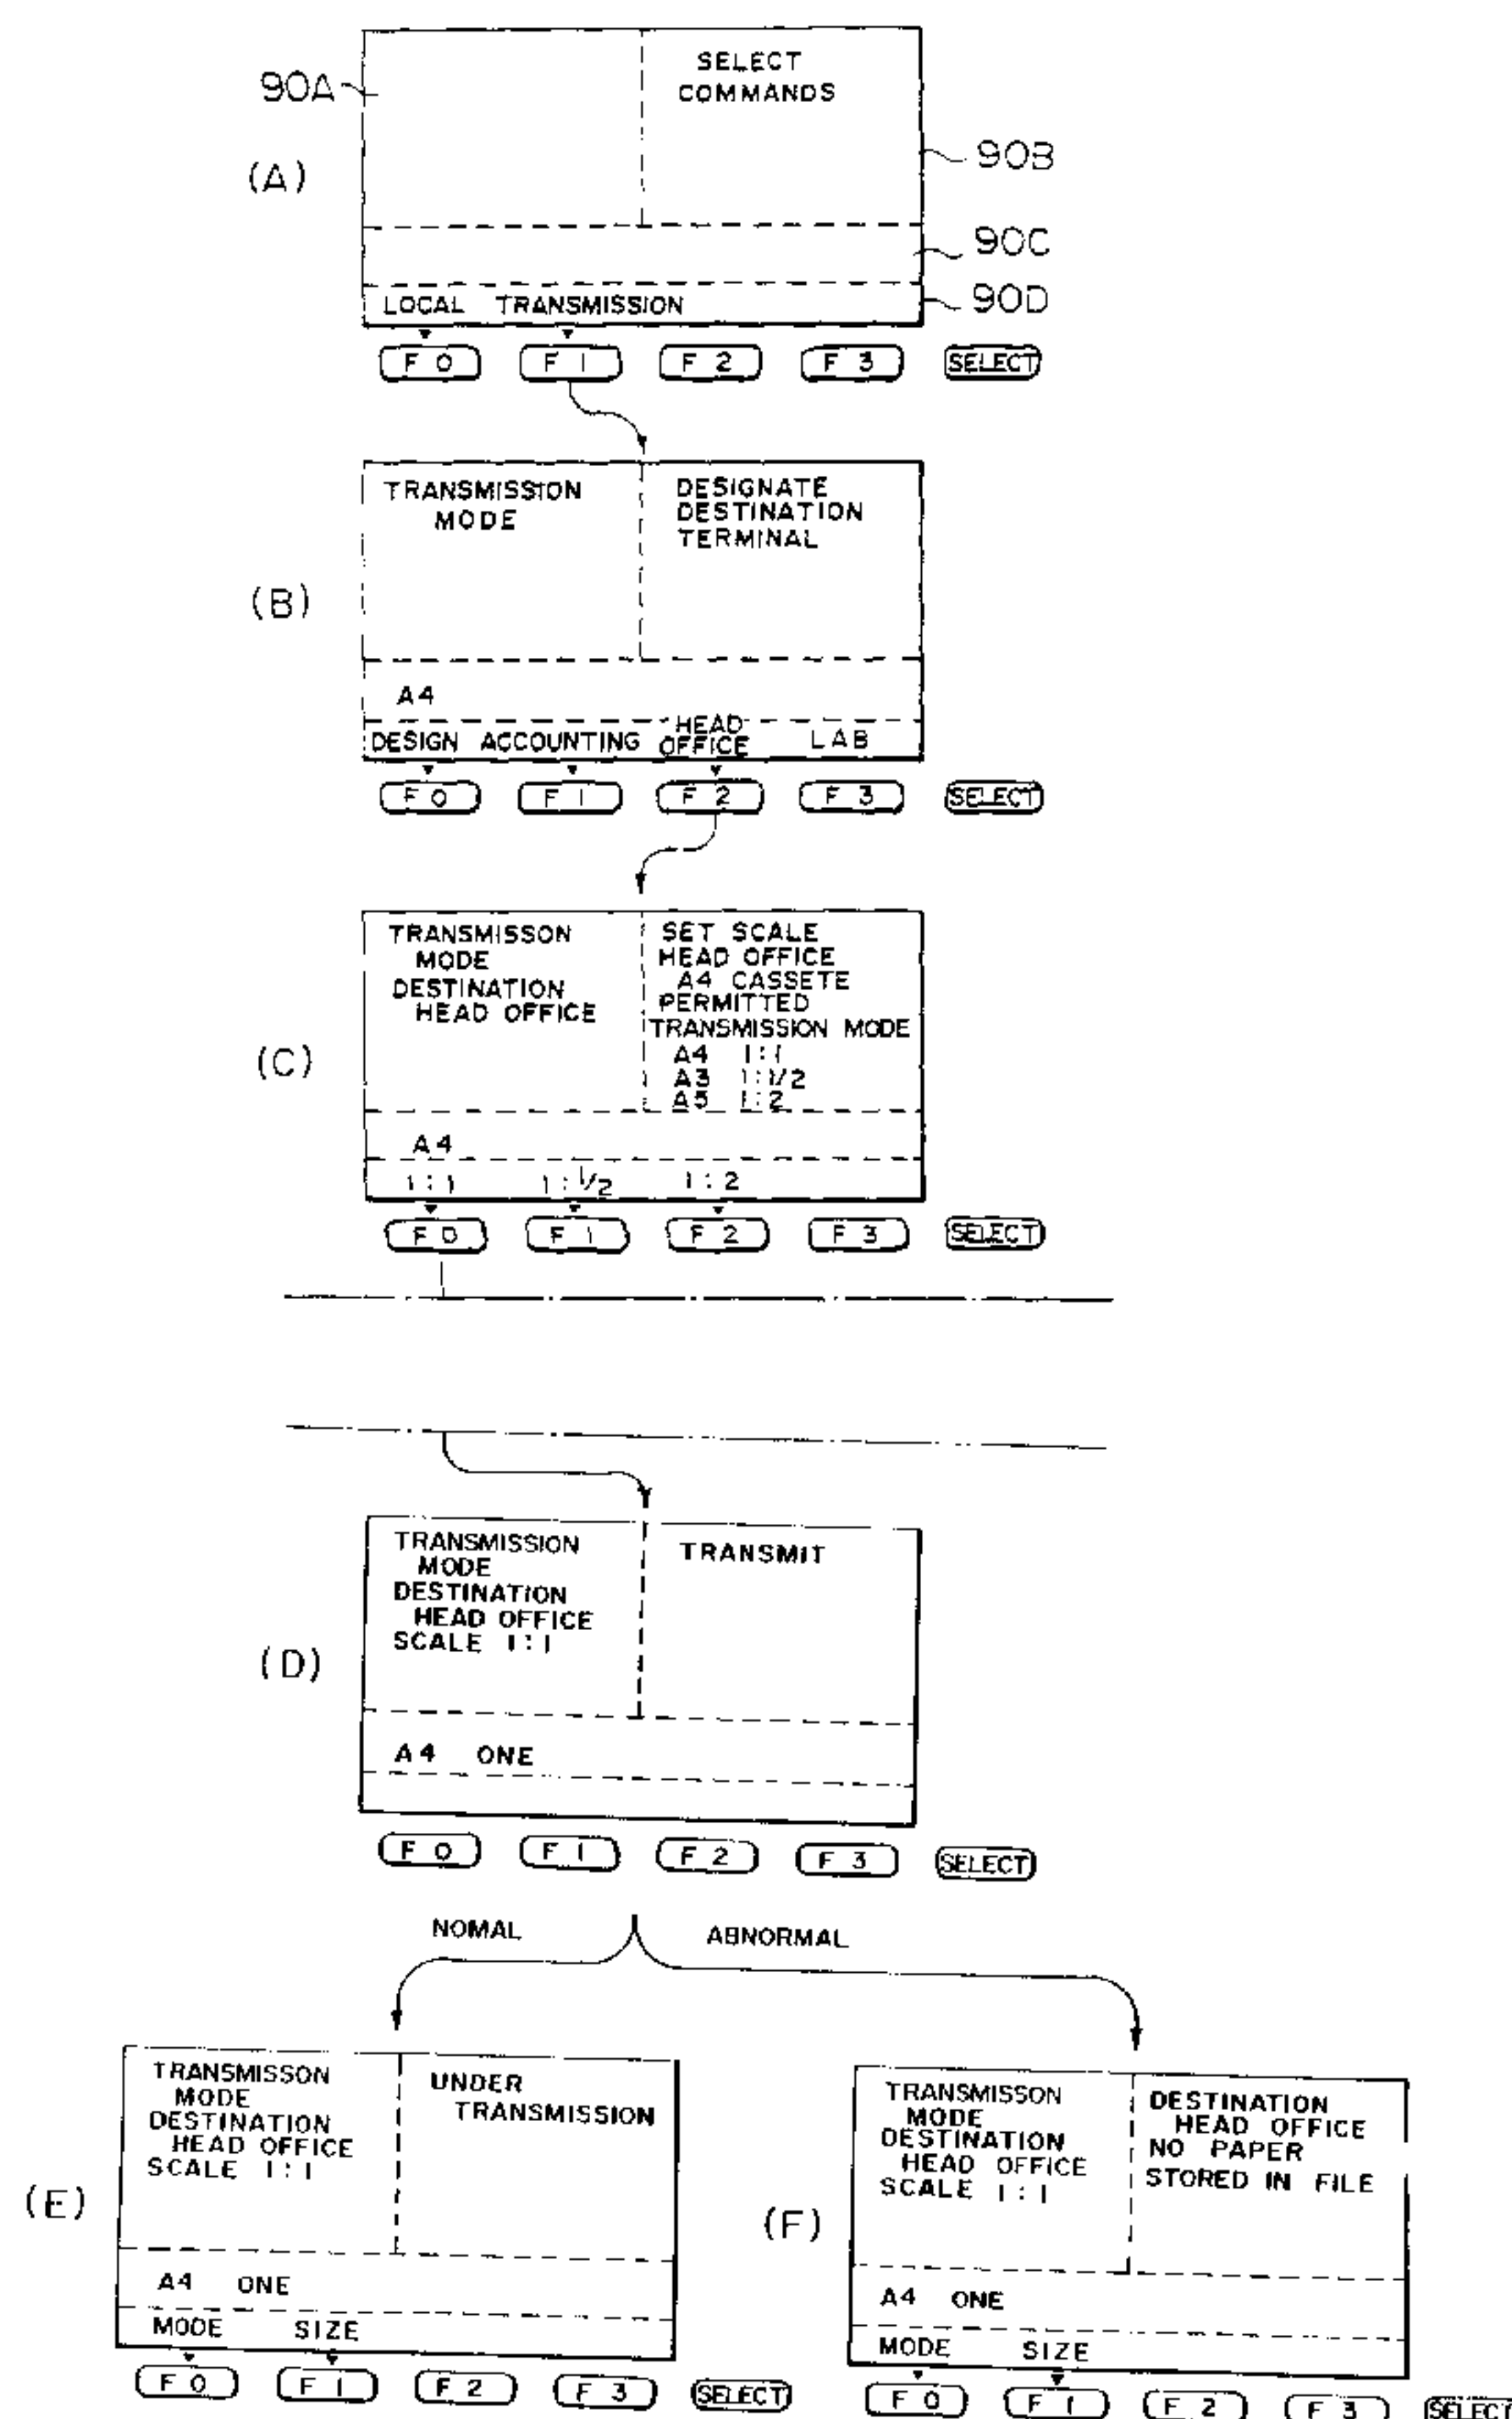 SELECT
COMMANDS
90A
90B
(A)
90C
90D
LOCAL TRANSMISSION
F 0 F 1 F 2 F 3 SELECT
TRANSMISSION
MODE
DESIGNATE
DESTINATION
TERMINAL
(B)
A4
DESIGN ACCOUNTING HEAD OFFICE LAB
F 0 F 1 F 2 F 3 SELECT
TRANSMISSON
MODE
DESTINATION
HEAD OFFICE
SET SCALE
HEAD OFFICE
A4 CASSETE
PERMITTED
TRANSMISSION MODE
A4 1:1
A3 1:1/2
A5 1:2
(C)
A4
1:1 1:1/2 1:2
F 0 F 1 F 2 F 3 SELECT
TRANSMISSION
MODE
DESTINATION
HEAD OFFICE
SCALE 1:1
TRANSMIT
(D)
A4 ONE
F 0 F 1 F 2 F 3 SELECT
NOMAL ABNORMAL
TRANSMISSON
MODE
DESTINATION
HEAD OFFICE
SCALE 1:1
UNDER
TRANSMISSION
(E)
A4 ONE
MODE SIZE
F 0 F 1 F 2 F 3 SELECT
TRANSMISSON
MODE
DESTINATION
HEAD OFFICE
SCALE 1:1
DESTINATION
HEAD OFFICE
NO PAPER
STORED IN FILE
(F)
A4 ONE
MODE SIZE
F 0 F 1 F 2 F 3 SELECT